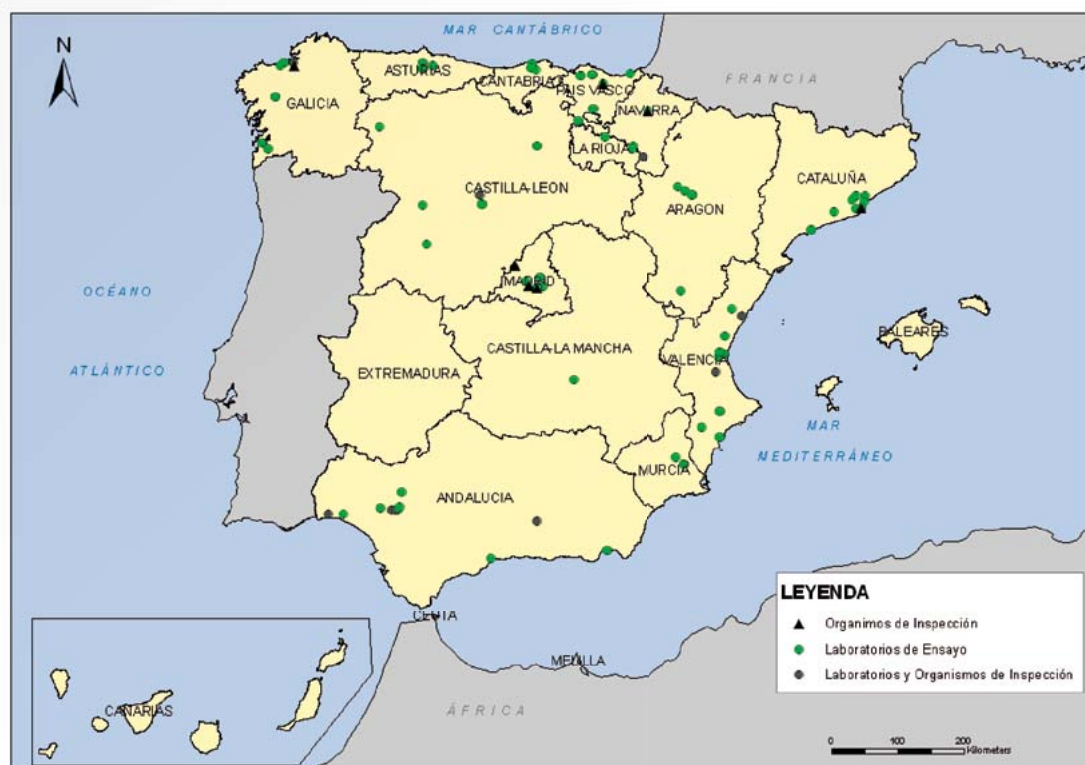 MAR CANTÁBRICO
N
FRANCIA
ASTURIAS
CANTABRIA
PAIS VASCO
GALICIA
NAVARRA
LA RIOJA
CATALUÑA
CASTILLA-LEON
ARAGON
MADRID
OCÉANO
ATLÁNTICO
BALEARES
CASTILLA-LA MANCHA
VALENCIA
EXTREMADURA
MAR
MEDITERRÁNEO
MURCIA
ANDALUCIA
CEUTA
MELILLA
CANARIAS
ÁFRICA
LEYENDA
Organimos de Inspección
Laboratorios de Ensayo
Laboratorios y Organismos de Inspección
0 100 200
Kilometers